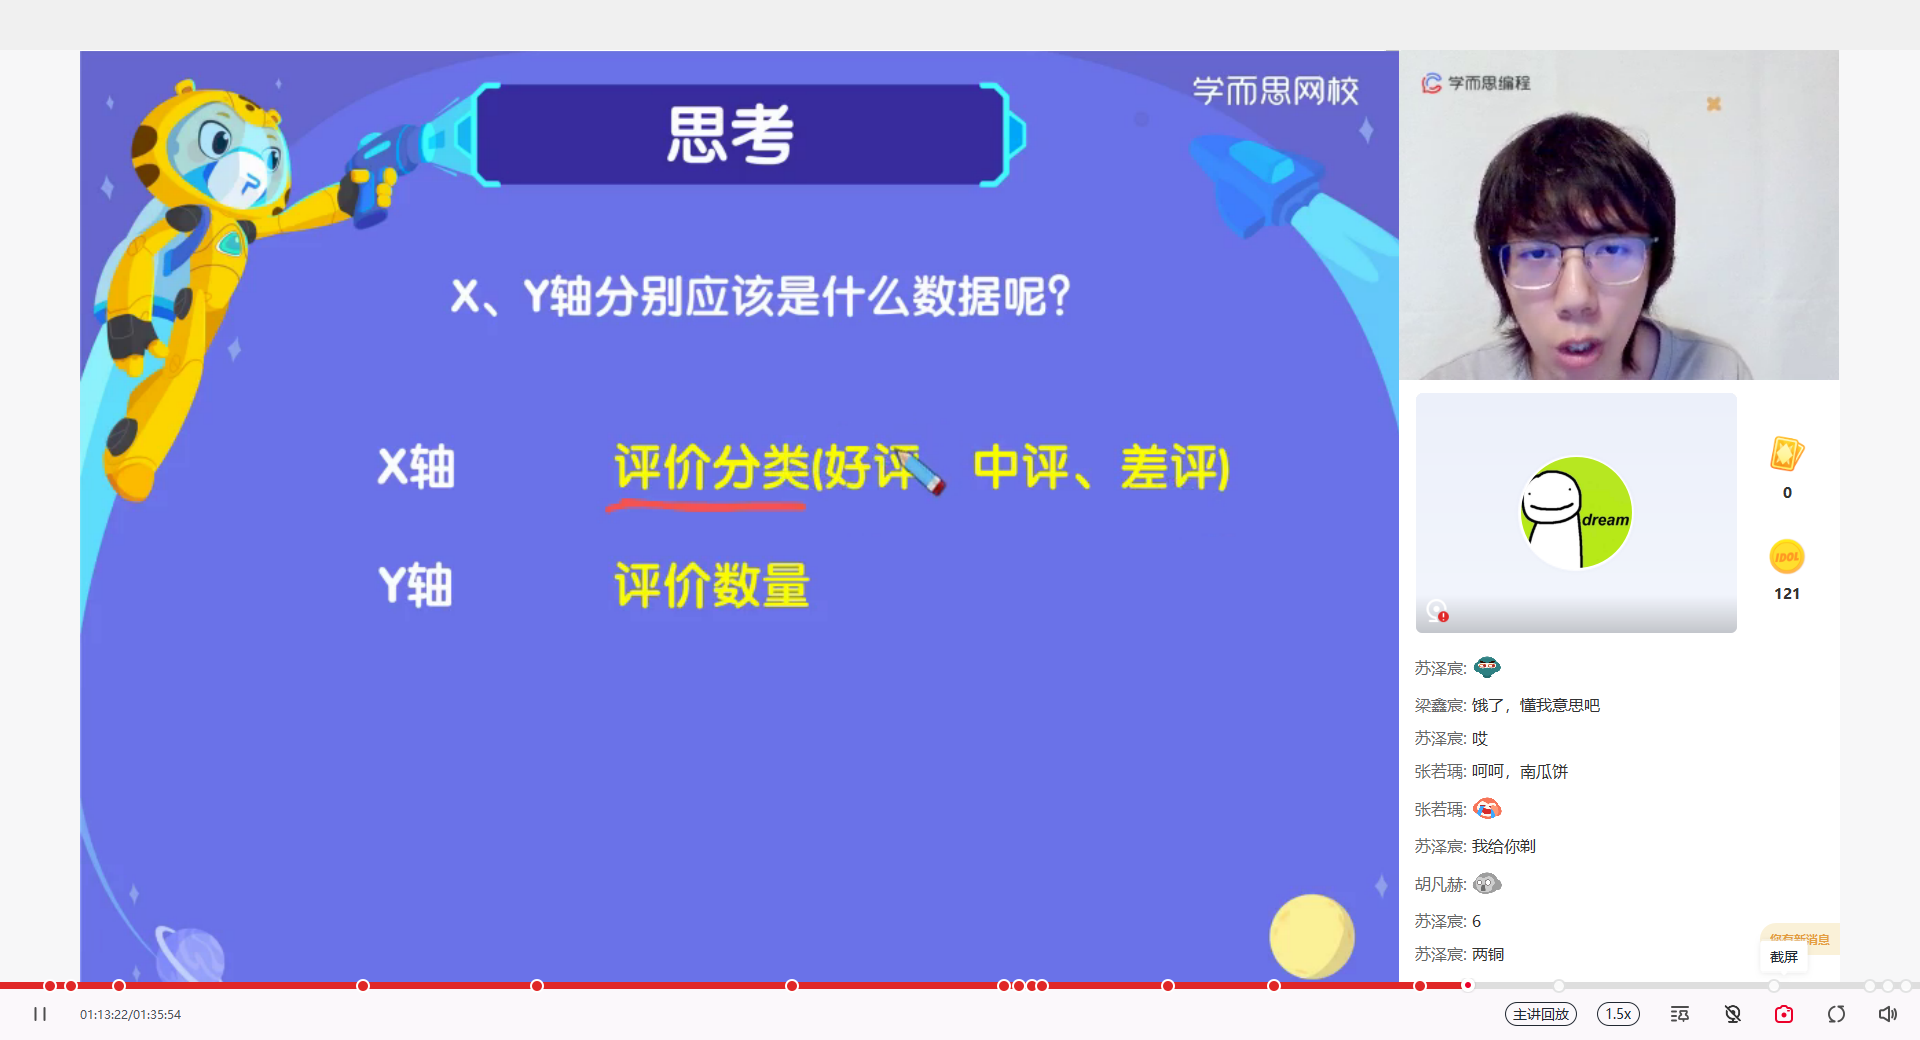 思考
学而思网校
X、Y轴分别应该是什么数据呢?
X轴 评价分类(好评 中评、差评)
Y轴 评价数量
学而思编程
dream
0
IDOL
121
苏泽宸:
梁鑫宸: 饿了，懂我意思吧
苏泽宸: 哎
张若瑀: 呵呵，南瓜饼
张若瑀:
苏泽宸: 我给你剃
胡凡赫:
苏泽宸: 6
苏泽宸: 两铜
您有新消息
截屏
01:13:22/01:35:54
主讲回放
1.5x